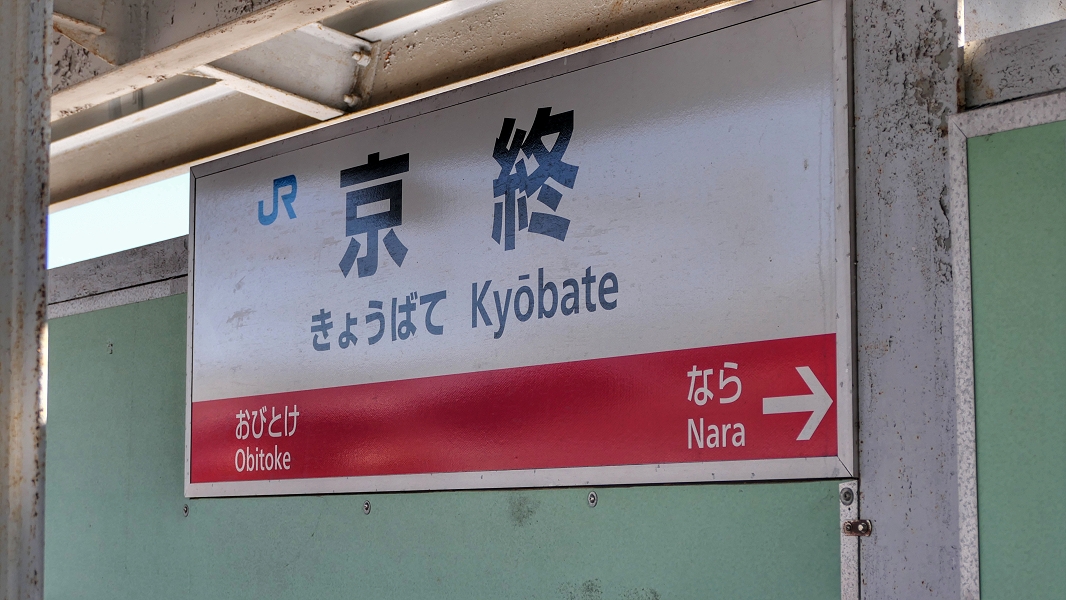 JR 京終
きょうばて Kyōbate
おびとけ
Obitoke
なら →
Nara